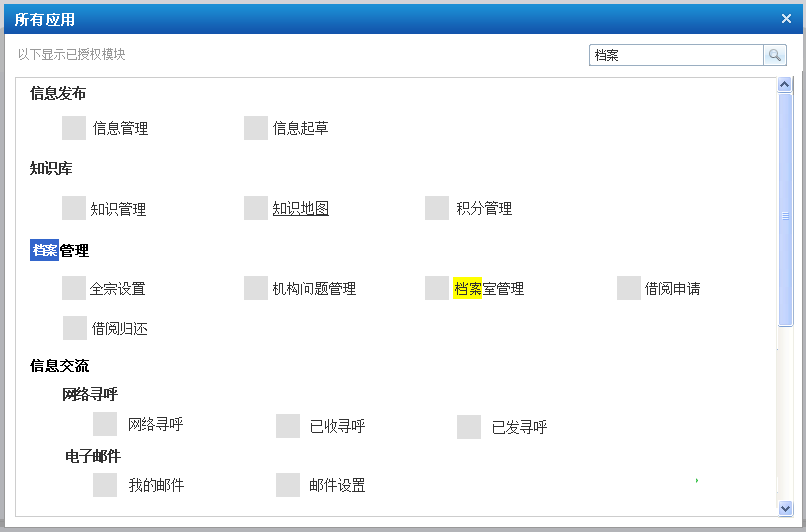 所有应用
以下显示已授权模块
档案
信息发布
信息管理 信息起草
知识库
知识管理 知识地图 积分管理
档案管理
全宗设置 机构问题管理 档案室管理 借阅申请
借阅归还
信息交流
网络寻呼
网络寻呼 已收寻呼 已发寻呼
电子邮件
我的邮件 邮件设置